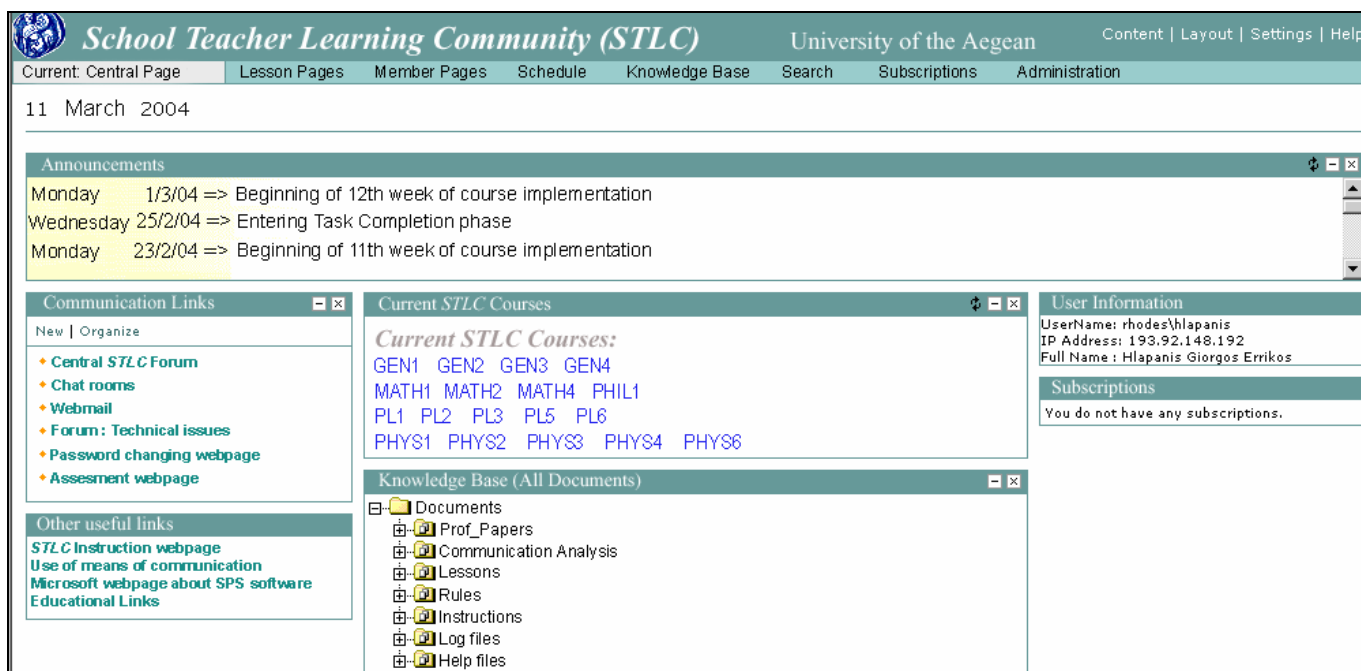 School Teacher Learning Community (STLC) University of the Aegean Content | Layout | Settings | Help
Current: Central Page Lesson Pages Member Pages Schedule Knowledge Base Search Subscriptions Administration
11 March 2004
Announcements
Monday 1/3/04 => Beginning of 12th week of course implementation
Wednesday 25/2/04 => Entering Task Completion phase
Monday 23/2/04 => Beginning of 11th week of course implementation
Communication Links
New | Organize
Central STLC Forum
Chat rooms
Webmail
Forum: Technical issues
Password changing webpage
Assesment webpage
Other useful links
STLC Instruction webpage
Use of means of communication
Microsoft webpage about SPS software
Educational Links
Current STLC Courses
Current STLC Courses:
GEN1 GEN2 GEN3 GEN4
MATH1 MATH2 MATH4 PHIL1
PL1 PL2 PL3 PL5 PL6
PHYS1 PHYS2 PHYS3 PHYS4 PHYS6
Knowledge Base (All Documents)
Documents
Prof_Papers
Communication Analysis
Lessons
Rules
Instructions
Log files
Help files
User Information
UserName: rhodes\hlapanis
IP Address: 193.92.148.192
Full Name : Hlapanis Giorgos Errikos
Subscriptions
You do not have any subscriptions.